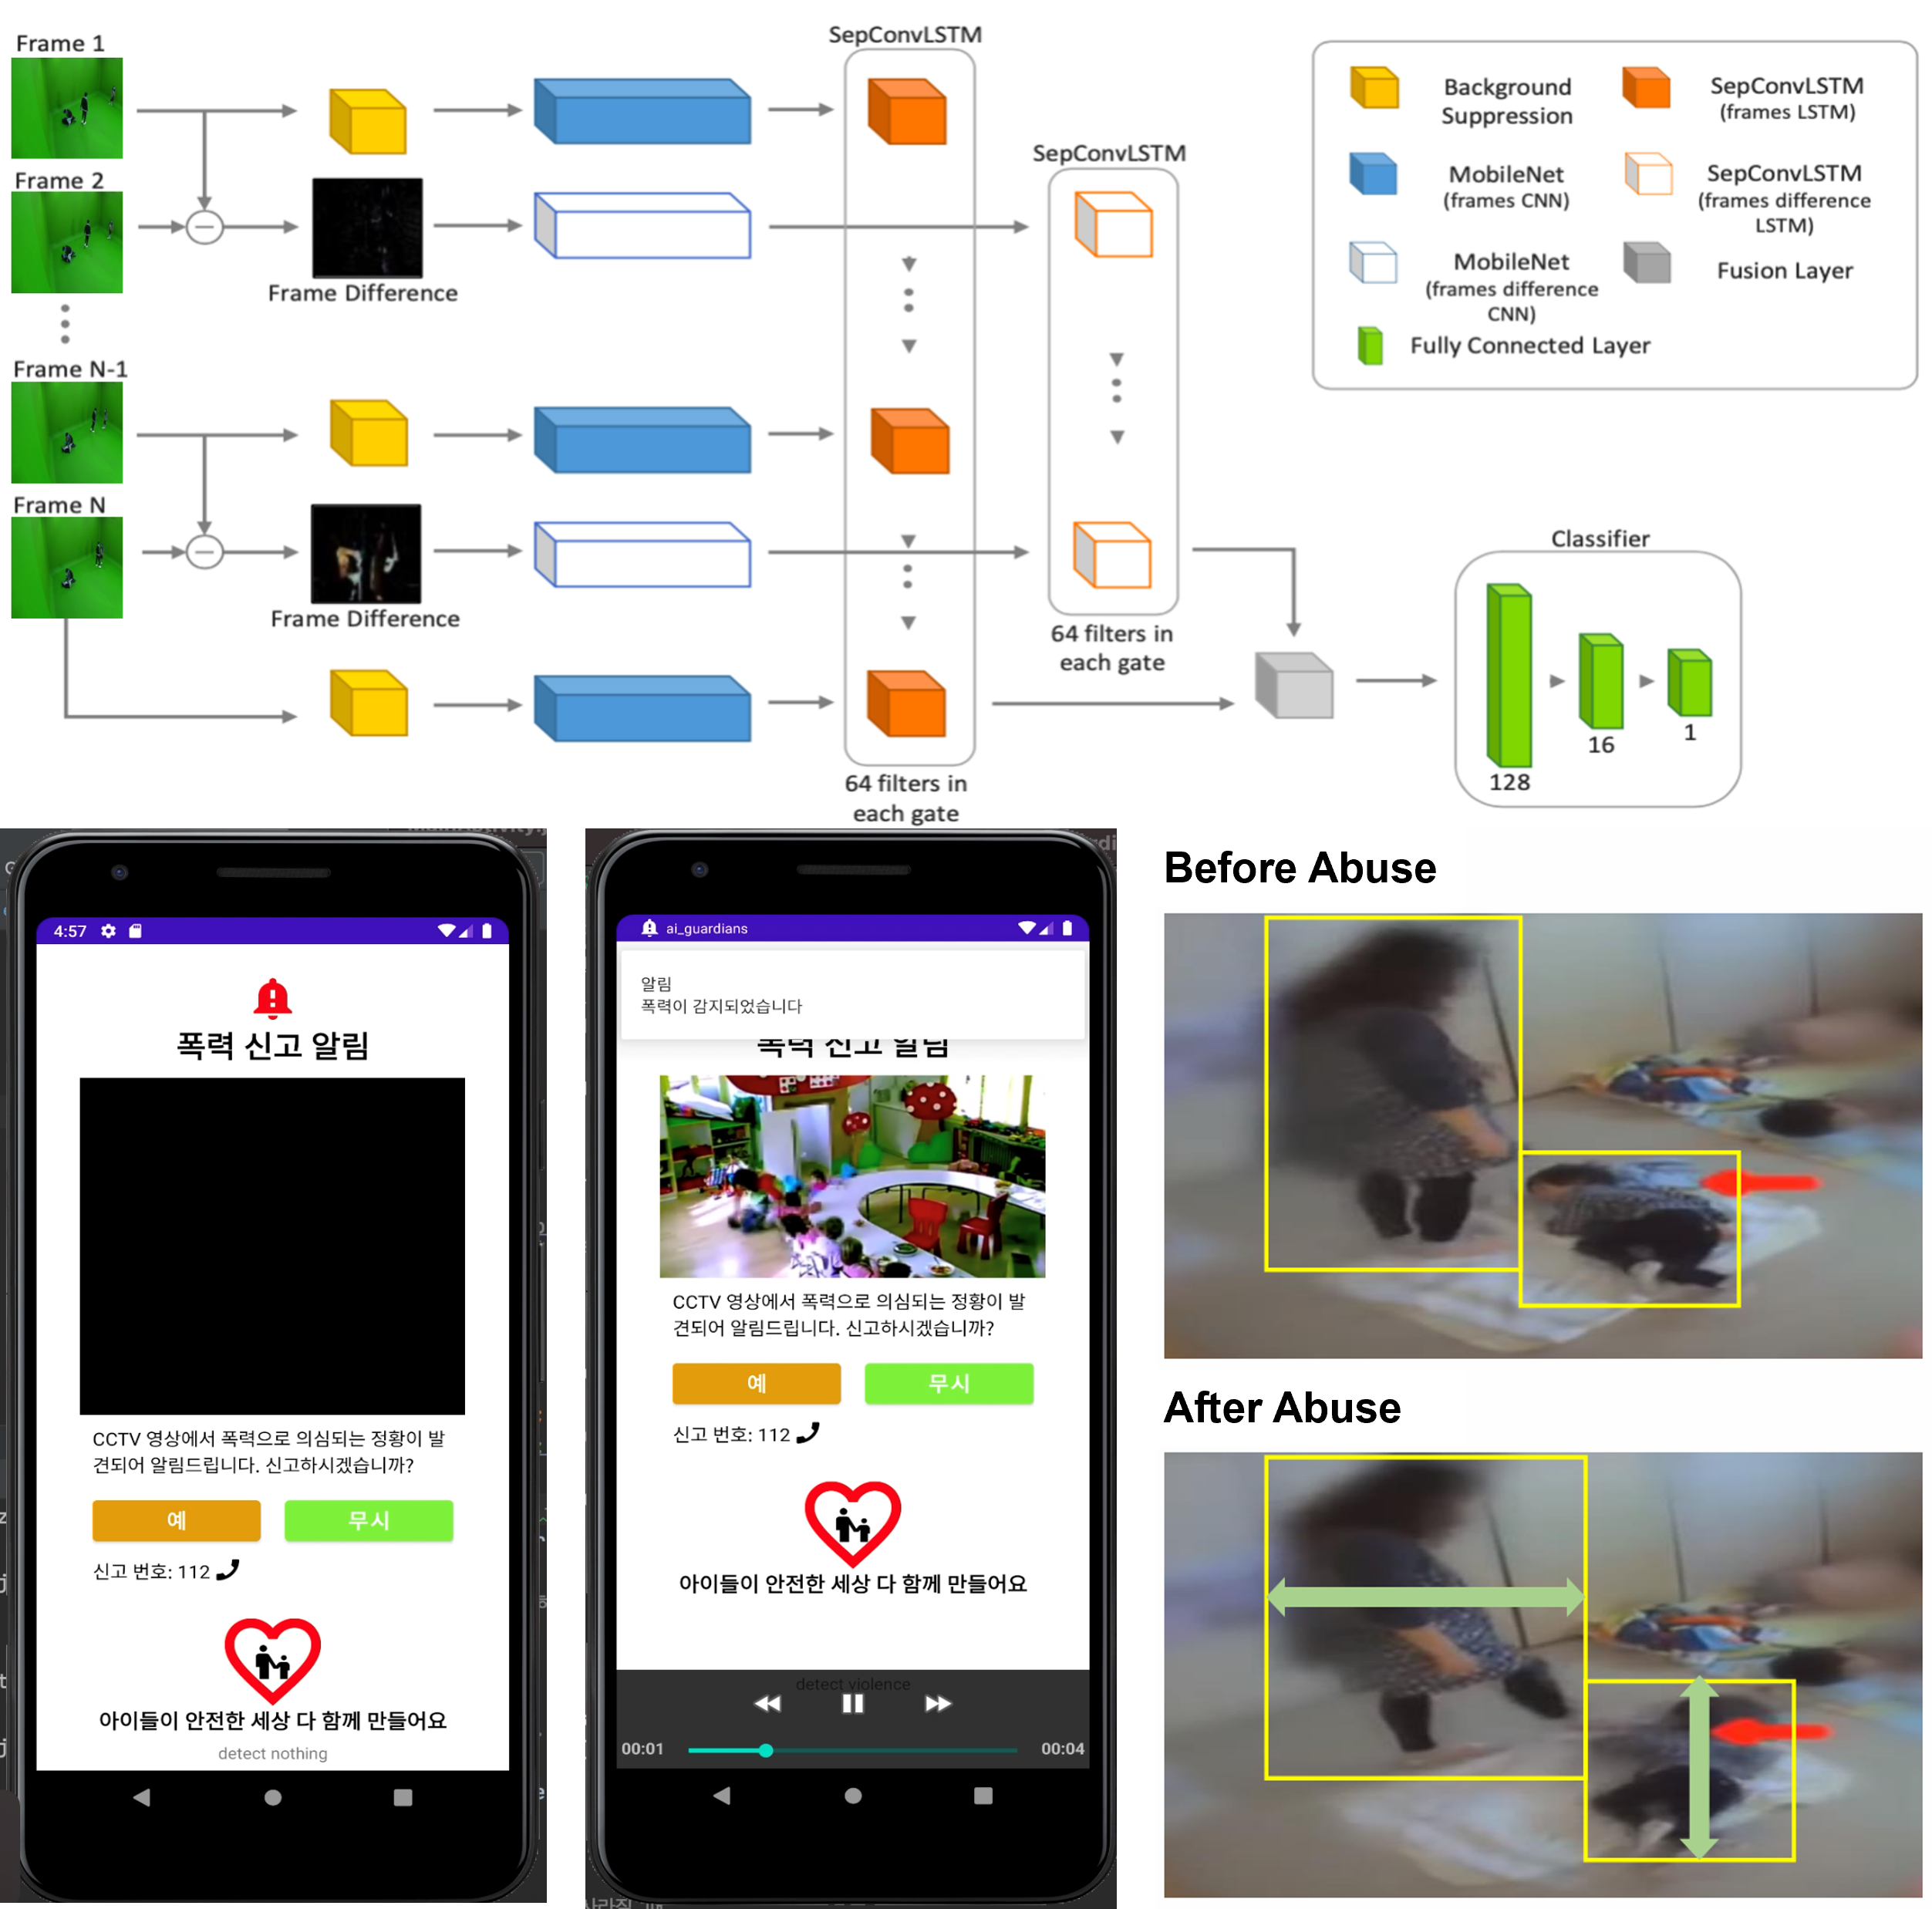 Frame 1
SepConvLSTM
Frame 2
Frame Difference
SepConvLSTM
Background
Suppression
SepConvLSTM
(frames LSTM)
MobileNet
(frames CNN)
SepConvLSTM
(frames difference
LSTM)
MobileNet
(frames difference
CNN)
Fusion Layer
Fully Connected Layer
Frame N-1
Frame N
Frame Difference
64 filters in
each gate
64 filters in
each gate
Classifier
128
16
1
4:57
폭력 신고 알림
CCTV 영상에서 폭력으로 의심되는 정황이 발
견되어 알림드립니다. 신고하시겠습니까?
예
무시
신고 번호: 112
아이들이 안전한 세상 다 함께 만들어요
detect nothing
ai_guardians
알림
폭력이 감지되었습니다
폭력 신고 알림
CCTV 영상에서 폭력으로 의심되는 정황이 발
견되어 알림드립니다. 신고하시겠습니까?
예
무시
신고 번호: 112
아이들이 안전한 세상 다 함께 만들어요
detect violence
00:01
00:04
Before Abuse
After Abuse